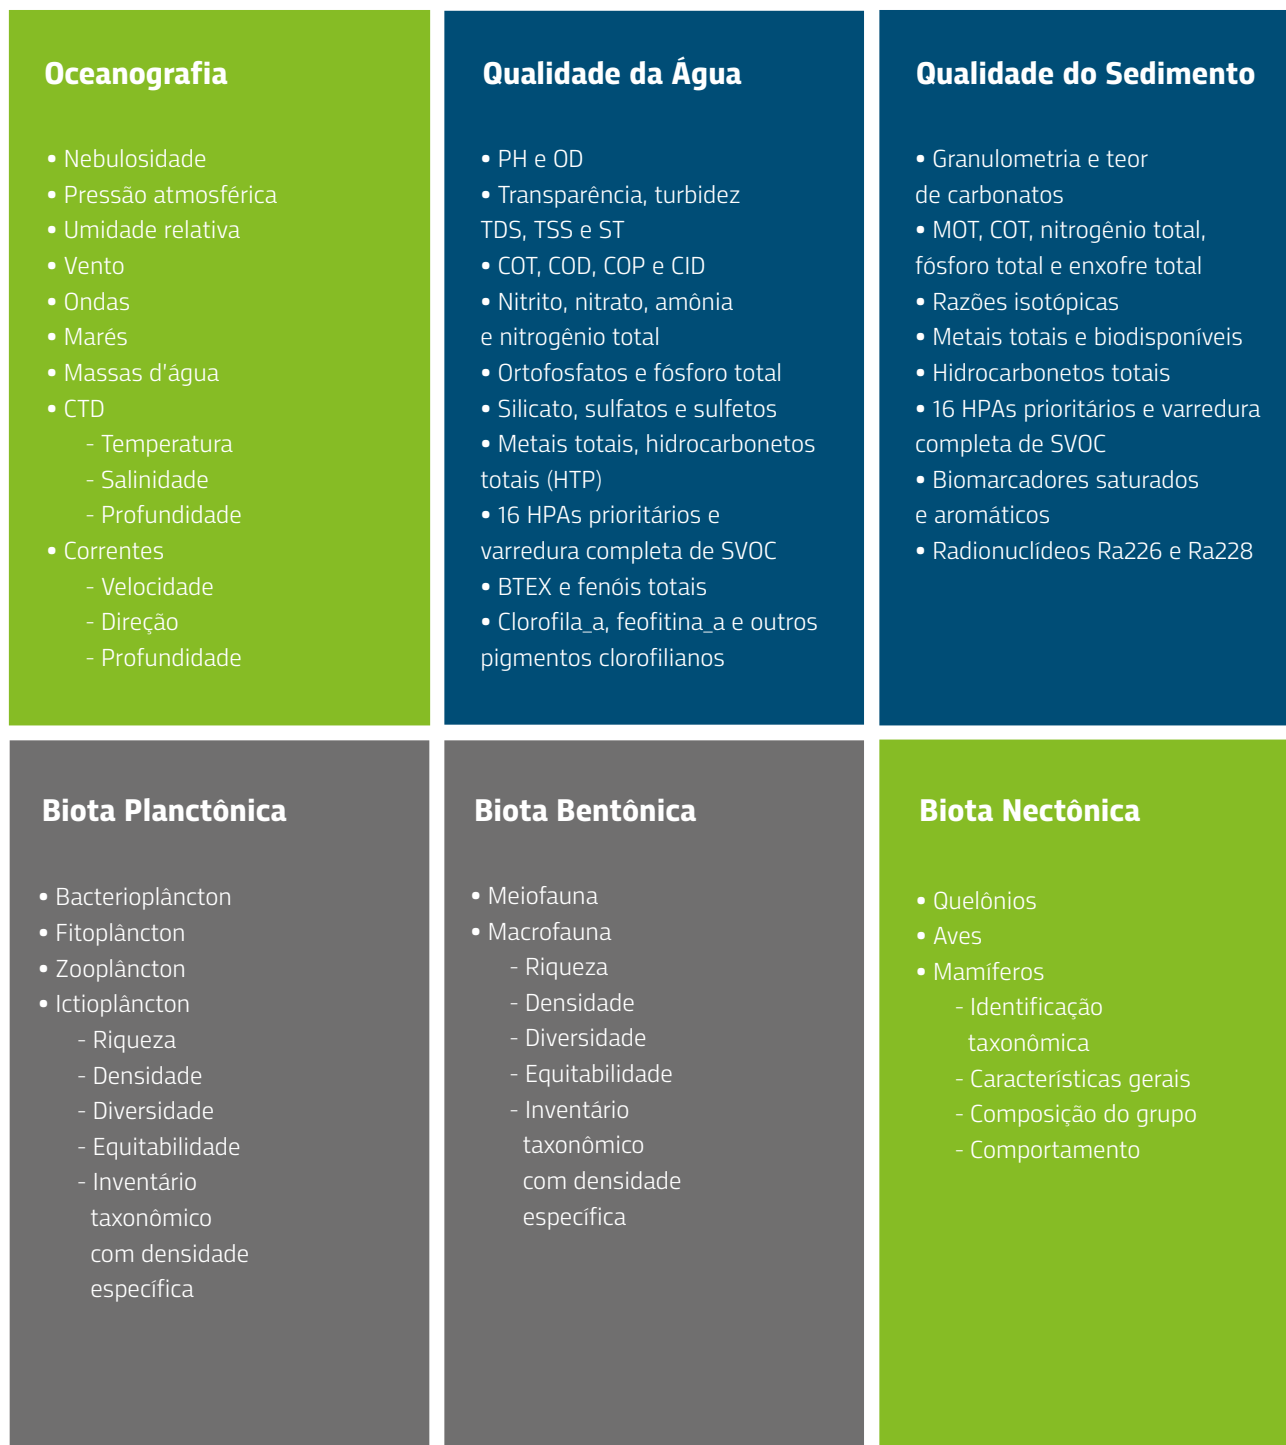 Oceanografia
• Nebulosidade
• Pressão atmosférica
• Umidade relativa
• Vento
• Ondas
• Marés
• Massas d'água
• CTD
- Temperatura
- Salinidade
- Profundidade
• Correntes
- Velocidade
- Direção
- Profundidade
Qualidade da Água
• PH e OD
• Transparência, turbidez
TDS, TSS e ST
• COT, COD, COP e CID
• Nitrito, nitrato, amônia
e nitrogênio total
• Ortofosfatos e fósforo total
• Silicato, sulfatos e sulfetos
• Metais totais, hidrocarbonetos
totais (HTP)
• 16 HPAs prioritários e
varredura completa de SVOC
• BTEX e fenóis totais
• Clorofila_a, feofitina_a e outros
pigmentos clorofilianos
Qualidade do Sedimento
• Granulometria e teor
de carbonatos
• MOT, COT, nitrogênio total,
fósforo total e enxofre total
• Razões isotópicas
• Metais totais e biodisponíveis
• Hidrocarbonetos totais
• 16 HPAs prioritários e varredura
completa de SVOC
• Biomarcadores saturados
e aromáticos
• Radionuclídeos Ra226 e Ra228
Biota Planctônica
• Bacterioplâncton
• Fitoplâncton
• Zooplâncton
• Ictioplâncton
- Riqueza
- Densidade
- Diversidade
- Equitabilidade
- Inventário
taxonômico
com densidade
específica
Biota Bentônica
• Meiofauna
• Macrofauna
- Riqueza
- Densidade
- Diversidade
- Equitabilidade
- Inventário
taxonômico
com densidade
específica
Biota Nectônica
• Quelônios
• Aves
• Mamíferos
- Identificação
taxonômica
- Características gerais
- Composição do grupo
- Comportamento